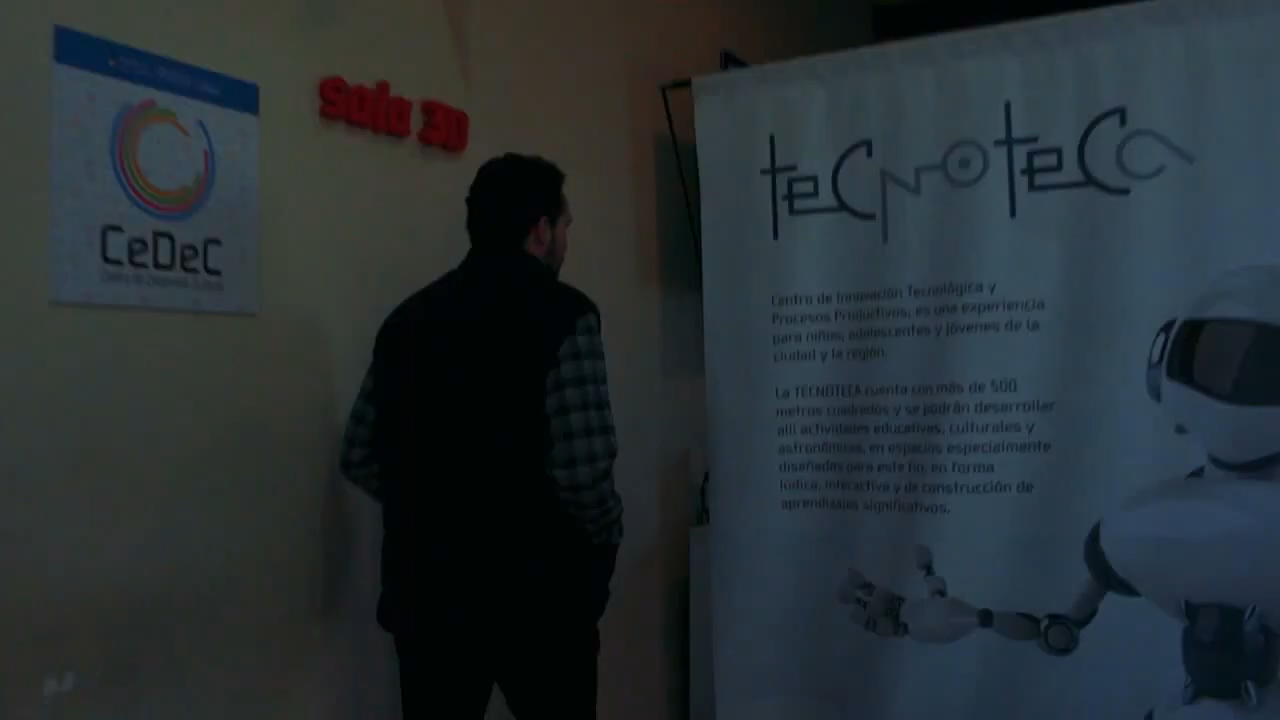 CeDeC
sala 3D
tecnoteca
Centro de Innovación Tecnológica y
Procesos Productivos, es una experiencia
para niños, adolescentes y jóvenes de la
ciudad y la región.
La TECNOTECA cuenta con más de 500
metros cuadrados y se podrán desarrollar
allí actividades educativas, culturales y
astronómicas, en espacios especialmente
diseñados para este fin, en forma
lúdica, interactiva y de construcción de
aprendizajes significativos.